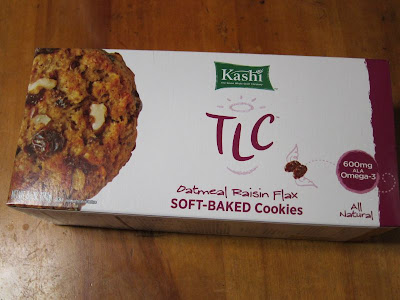 Kashi
TLC
600mg
ALA
Omega-3
Oatmeal Raisin Flax
SOFT-BAKED Cookies
All
Natural